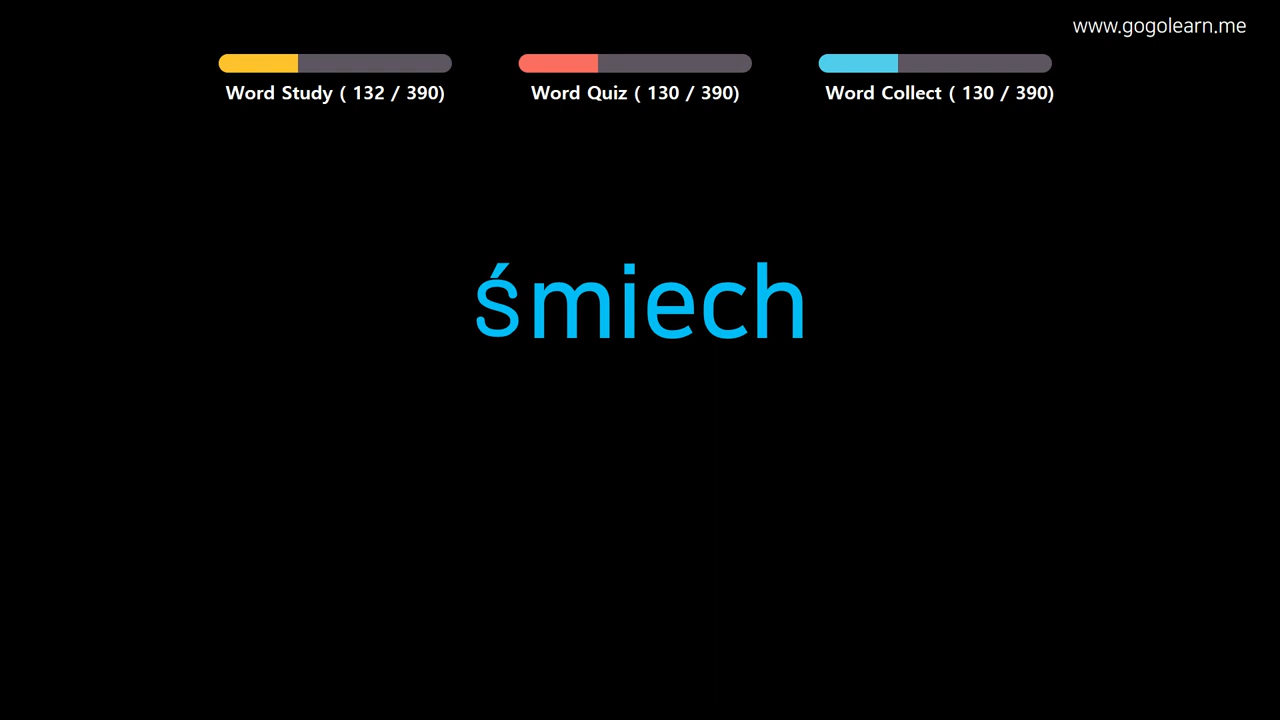 www.gogolearn.me
Word Study ( 132 / 390)
Word Quiz ( 130 / 390)
Word Collect ( 130 / 390)
śmiech